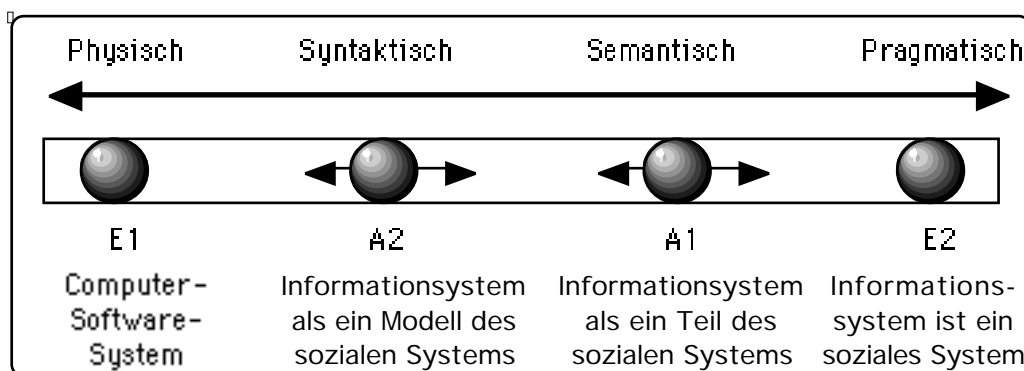 Physisch Syntaktisch Semantisch Pragmatisch
E1 A2 A1 E2
Computer-
Software-
System
Informationsystem
als ein Modell des
sozialen Systems
Informationsystem
als ein Teil des
sozialen Systems
Informations-
system ist ein
soziales System